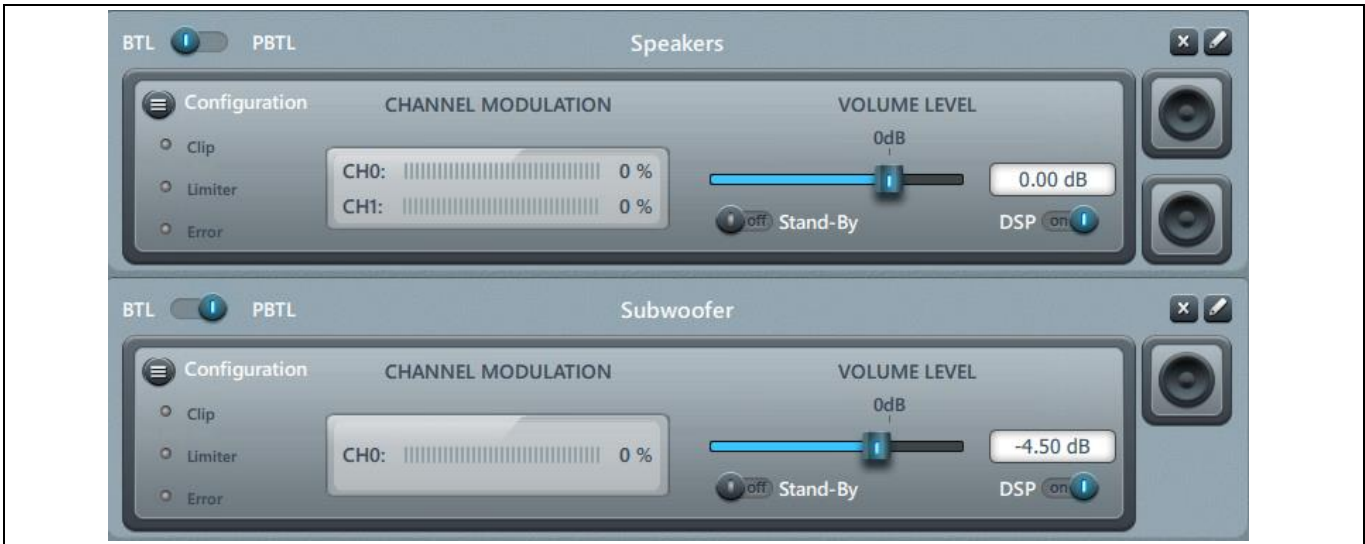 BTL PBTL Speakers
Configuration CHANNEL MODULATION VOLUME LEVEL
0dB
Clip
CH0: 0 % 0.00 dB
Limiter
CH1: 0 %
off Stand-By DSP on
Error
BTL PBTL Subwoofer
Configuration CHANNEL MODULATION VOLUME LEVEL
0dB
Clip
CH0: 0 % -4.50 dB
Limiter
off Stand-By DSP on
Error